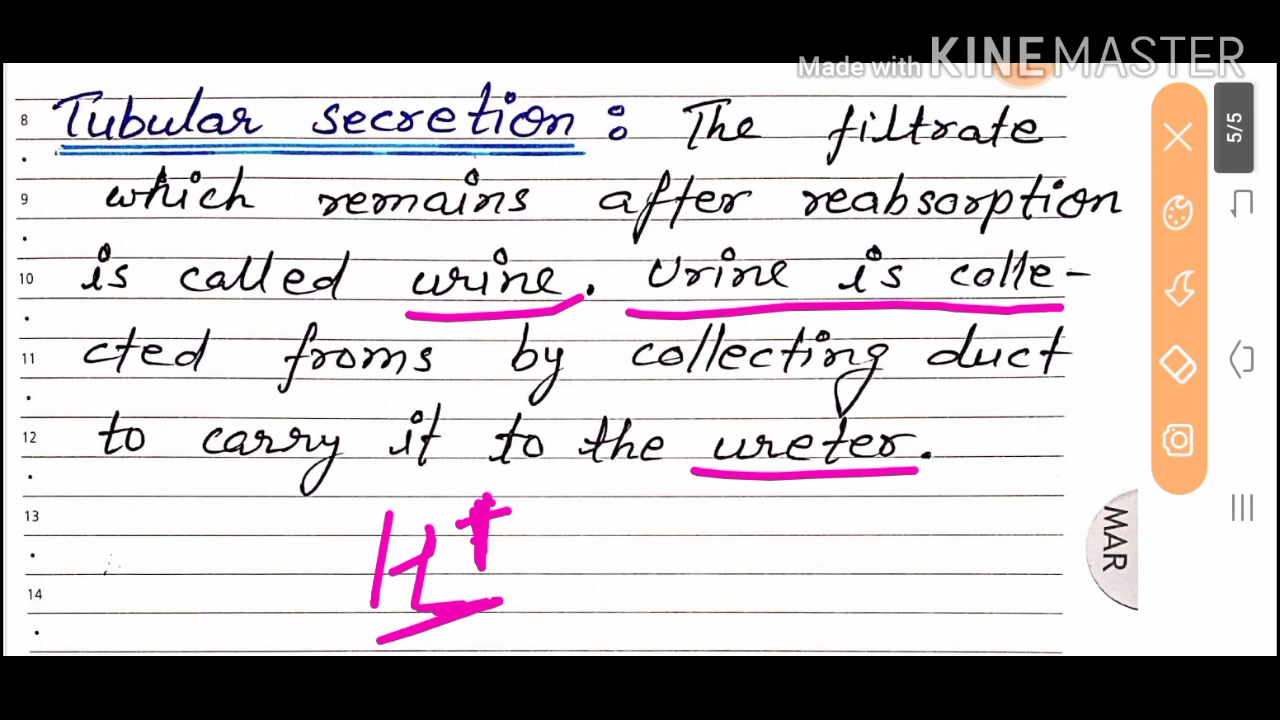 Made with KINEMASTER
8 Tubular secretion : The filtrate
9 which remains after reabsorption
10 is called urine. Urine is colle-
11 cted froms by collecting duct
12 to carry it to the ureter.
13 H+
14
5/5
MAR